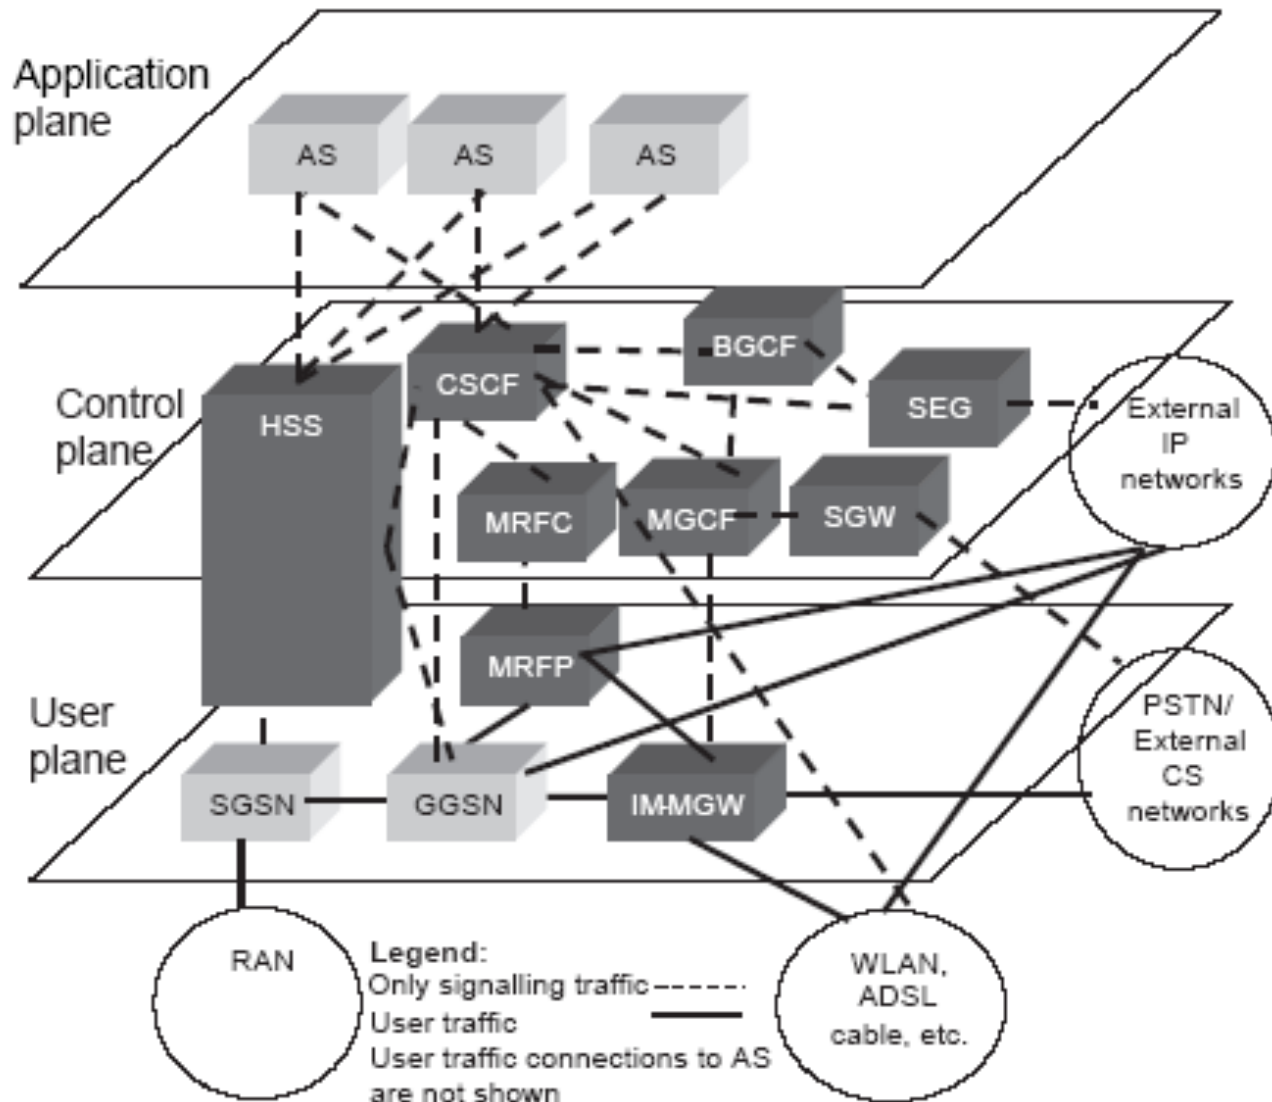 Application
plane
AS
AS
AS
Control
plane
HSS
CSCF
BGCF
SEG
External
IP
networks
MRFC
MGCF
SGW
User
plane
MRFP
PSTN/
External
CS
networks
SGSN
GGSN
IM-MGW
RAN
Legend:
Only signalling traffic
User traffic
User traffic connections to AS
are not shown
WLAN,
ADSL
cable, etc.